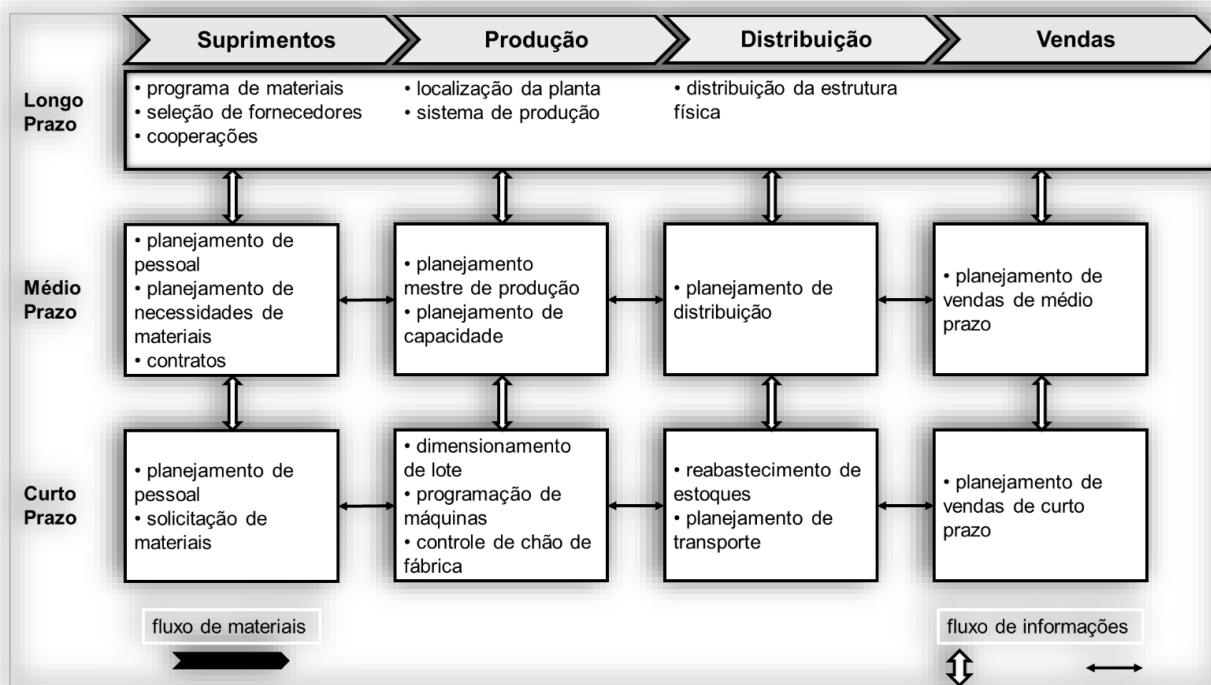 Suprimentos
Produção
Distribuição
Vendas
Longo
Prazo
• programa de materiais
• seleção de fornecedores
• cooperações
• localização da planta
• sistema de produção
• distribuição da estrutura
física
Médio
Prazo
• planejamento de
pessoal
• planejamento de
necessidades de
materiais
• contratos
• planejamento
mestre de produção
• planejamento de
capacidade
• planejamento de
distribuição
• planejamento de
vendas de médio
prazo
Curto
Prazo
• planejamento de
pessoal
• solicitação de
materiais
• dimensionamento
de lote
• programação de
máquinas
• controle de chão de
fábrica
• reabastecimento de
estoques
• planejamento de
transporte
• planejamento de
vendas de curto
prazo
fluxo de materiais
fluxo de informações